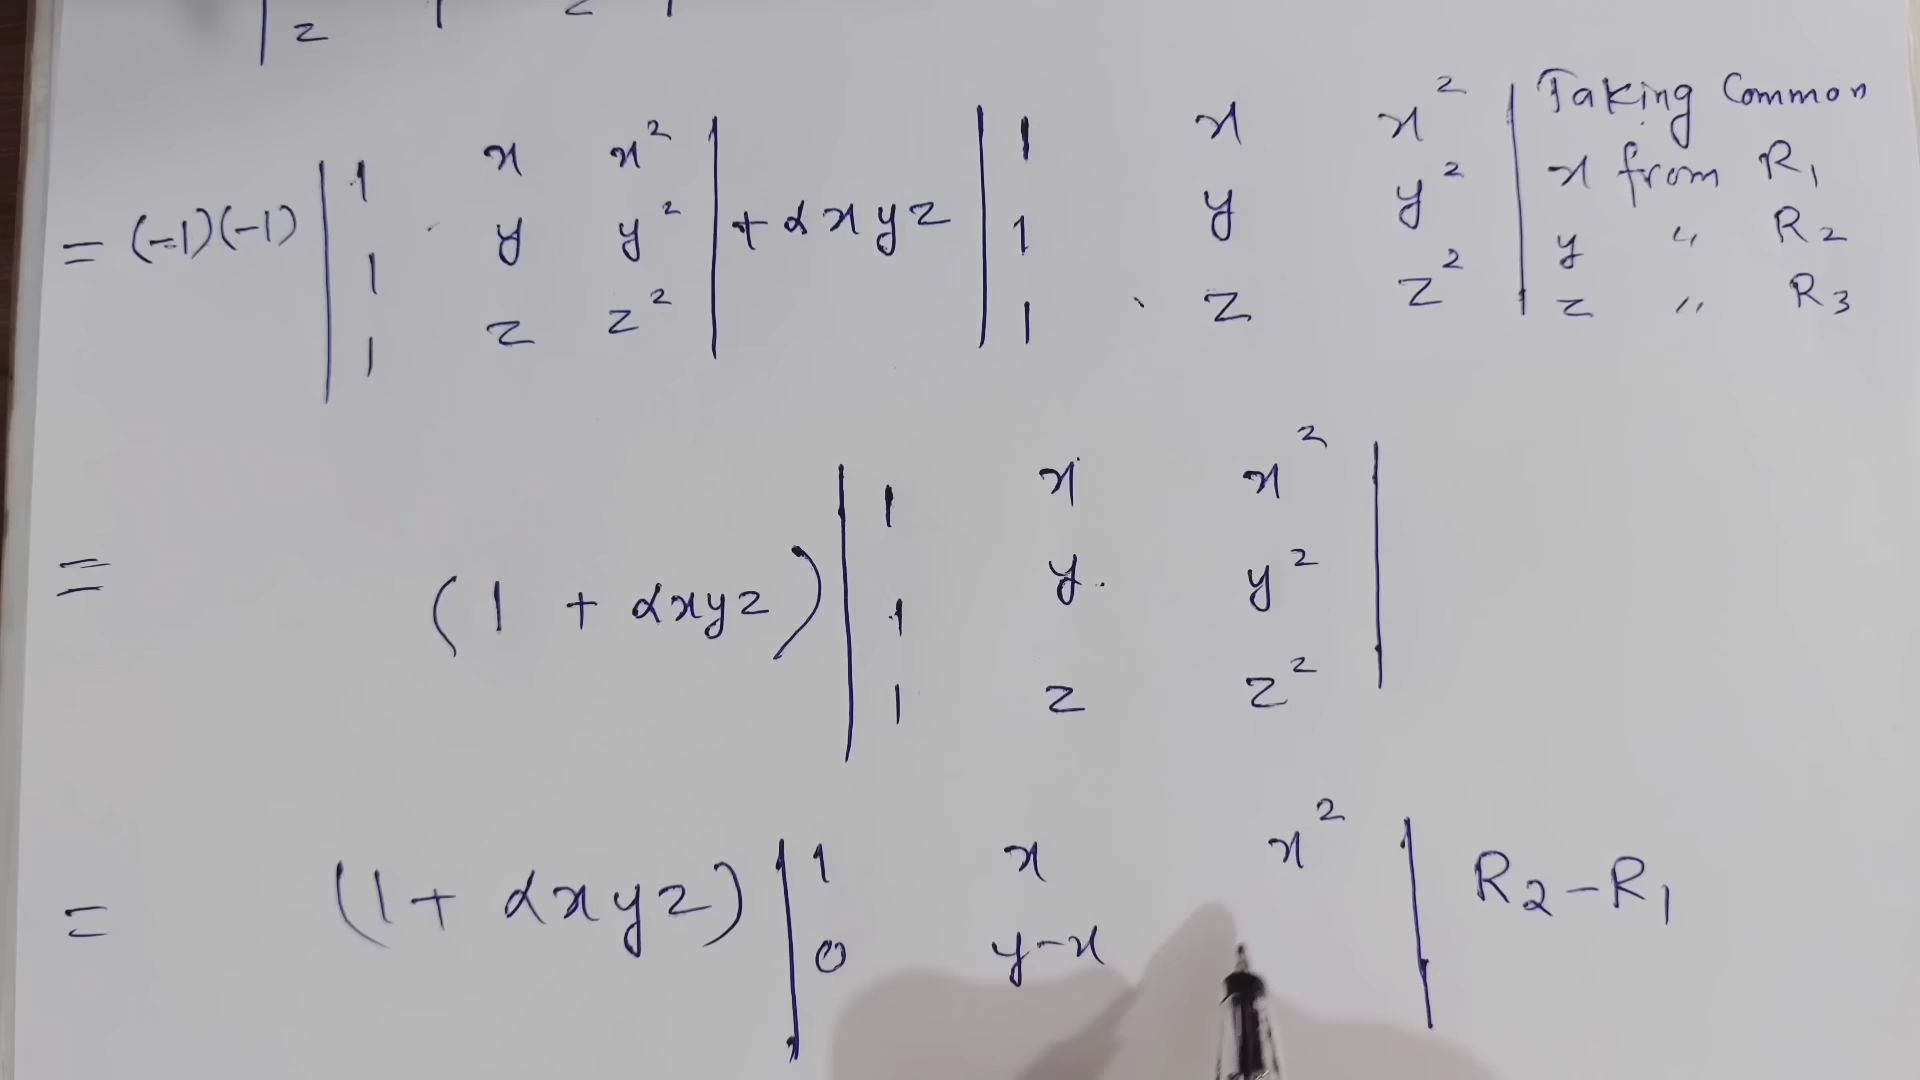 z
= (-1)(-1) | 1 x x² | + αxyz | 1 x x² | Taking Common
| 1 y y² | | 1 y y² | x from R₁
| 1 z z² | | 1 z z² | y " R₂
z " R₃
= (1 + αxyz) | 1 x x² |
| 1 y y² |
| 1 z z² |
= (1 + αxyz) | 1 x x² | R₂-R₁
| 0 y-x |